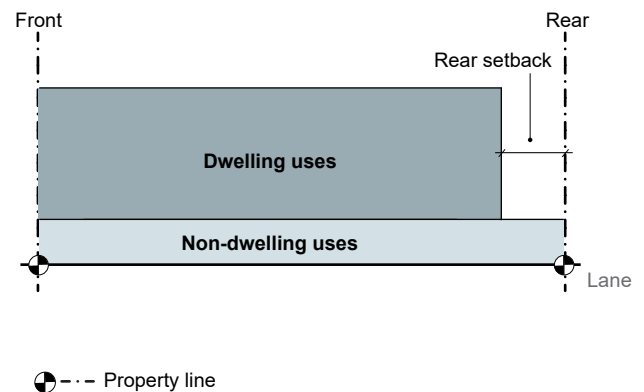 Front
Rear
Rear setback
Dwelling uses
Non-dwelling uses
Lane
Property line